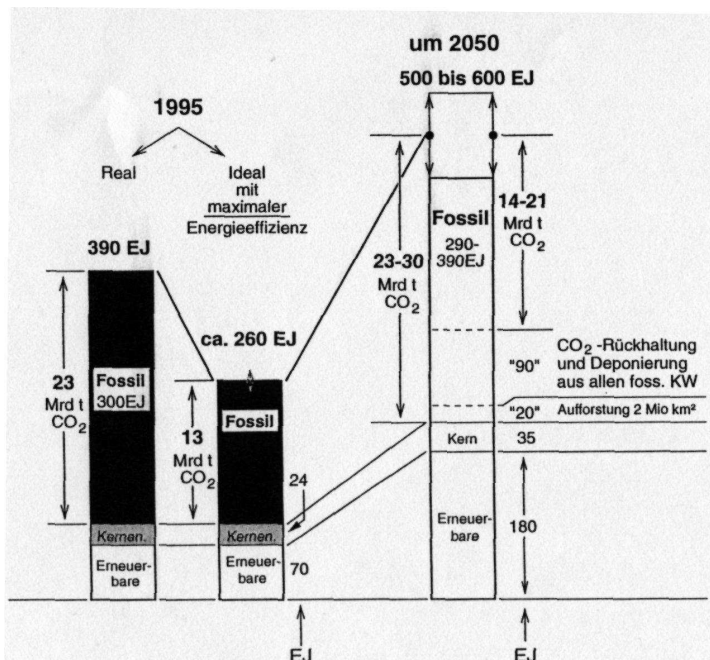 um 2050
500 bis 600 EJ
1995
Real
Ideal
mit
maximaler
Energieeffizienz
390 EJ
ca. 260 EJ
23
Mrd t
CO2
Fossil
300EJ
13
Mrd t
CO2
Fossil
Kernen.
Erneuer-
bare
Kernen.
Erneuer-
bare
24
70
EJ
23-30
Mrd t
CO2
Fossil
290-
390EJ
Kern
Erneuer-
bare
14-21
Mrd t
CO2
"90"
CO2 -Rückhaltung
und Deponierung
aus allen foss. KW
"20"
Aufforstung 2 Mio km²
35
180
EJ